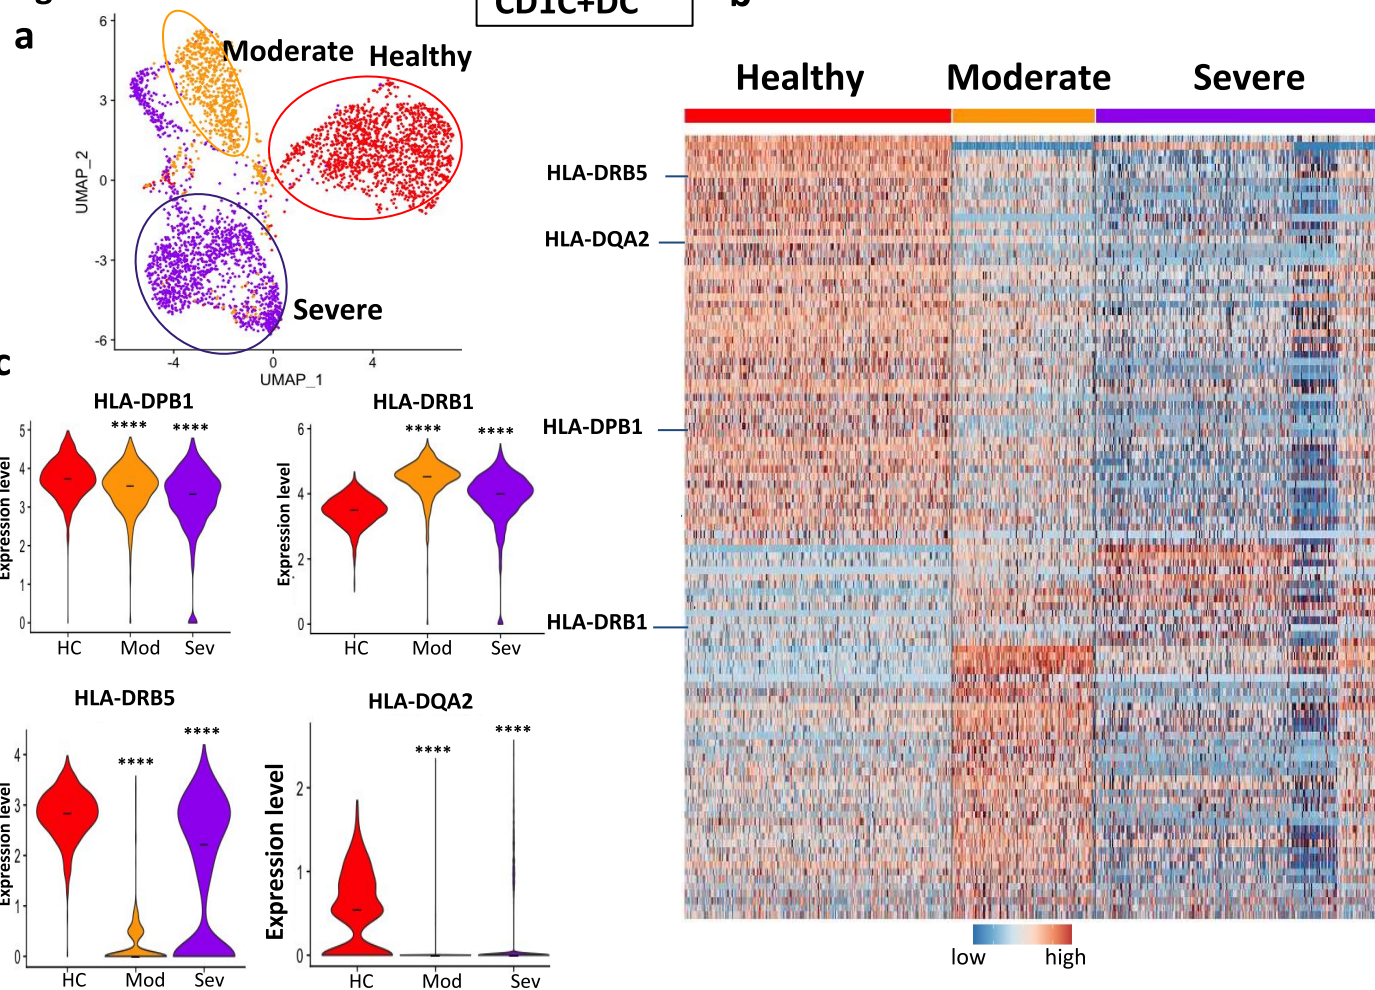 CD1C+DC
b
a
Moderate
Healthy
Severe
UMAP_2
6
3
0
-3
-6
-4
0
4
UMAP_1
Healthy
Moderate
Severe
HLA-DRB5
HLA-DQA2
HLA-DPB1
HLA-DRB1
low
high
c
HLA-DPB1
****
****
Expression level
5
4
3
2
1
0
HC
Mod
Sev
HLA-DRB1
****
****
Expression level
6
4
2
0
HC
Mod
Sev
HLA-DRB5
****
****
Expression level
4
3
2
1
0
HC
Mod
Sev
HLA-DQA2
****
****
Expression level
2
1
0
HC
Mod
Sev